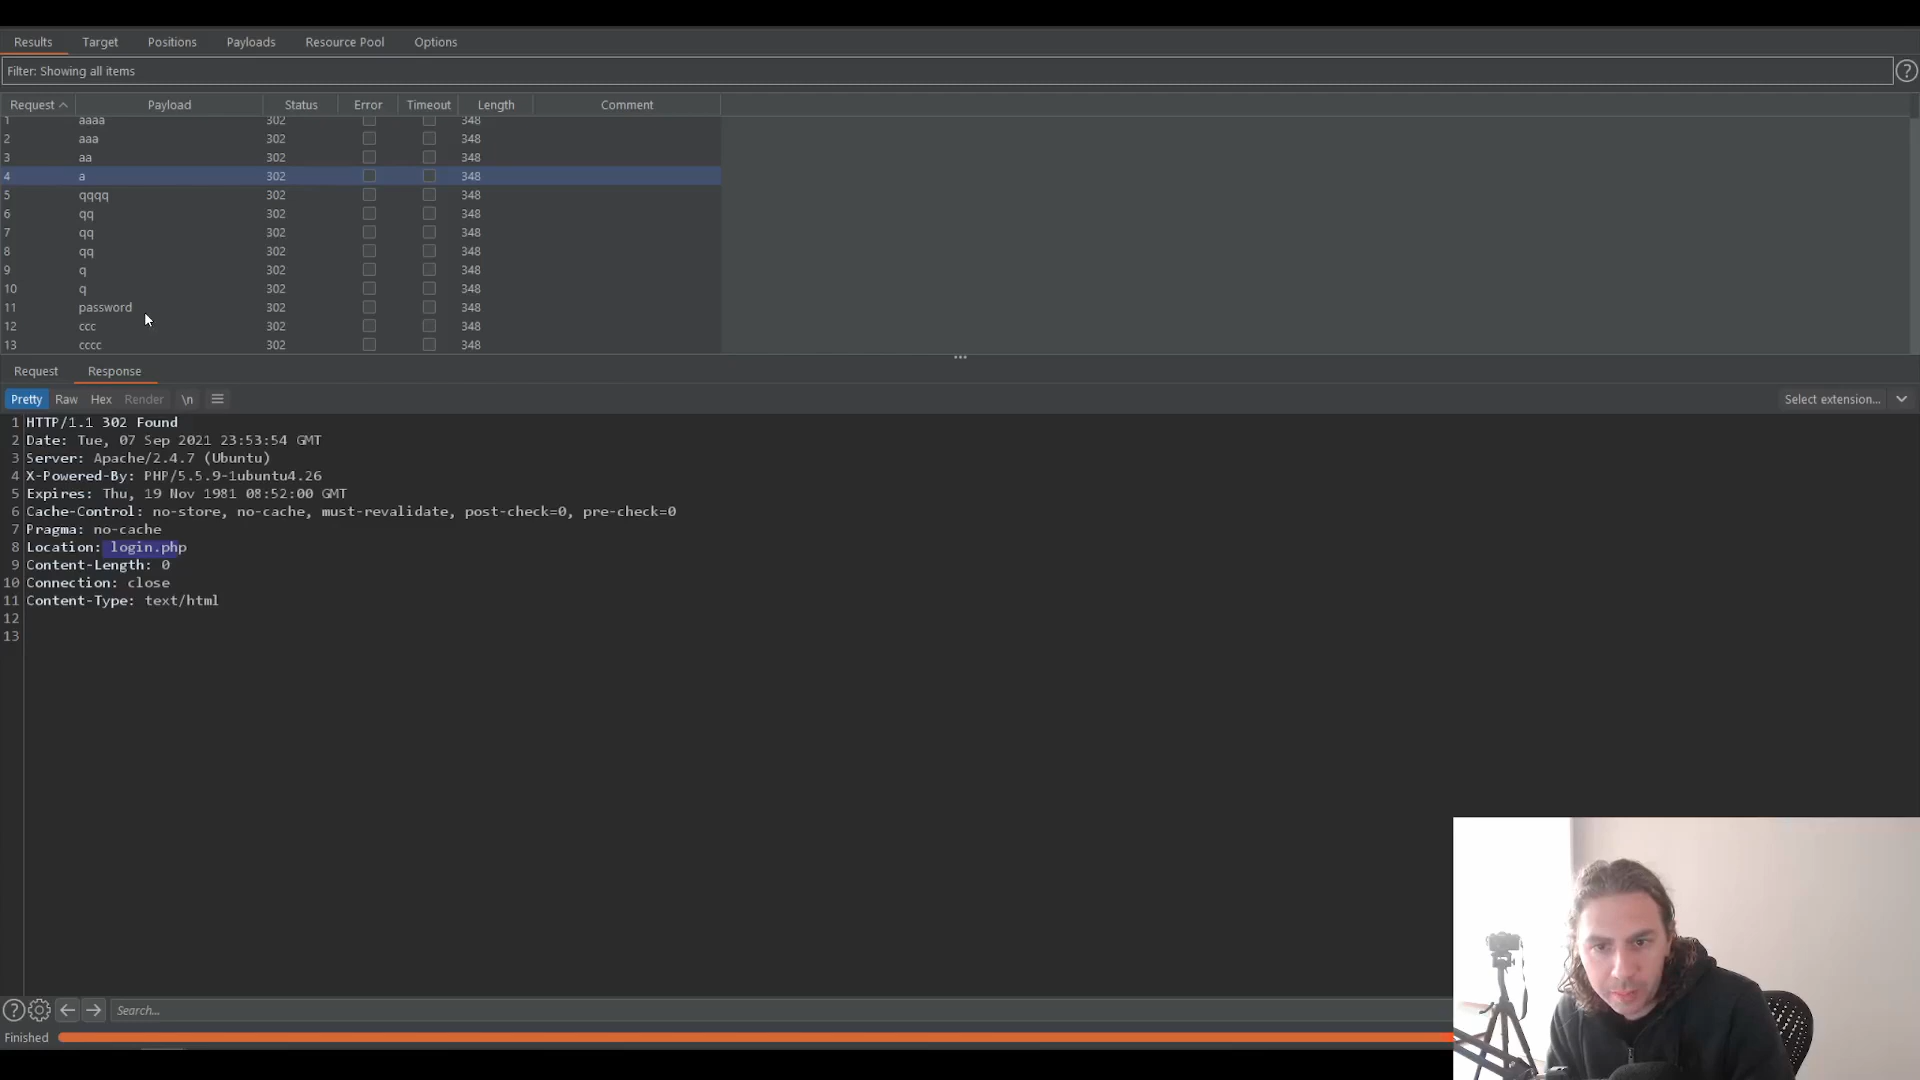 Results Target Positions Payloads Resource Pool Options
Filter: Showing all items
Request Payload Status Error Timeout Length Comment
1 aaaa 302 348
2 aaa 302 348
3 aa 302 348
4 a 302 348
5 qqqq 302 348
6 qq 302 348
7 qq 302 348
8 qq 302 348
9 q 302 348
10 q 302 348
11 password 302 348
12 ccc 302 348
13 cccc 302 348
Request Response
Pretty Raw Hex Render \n Select extension...
1 HTTP/1.1 302 Found
2 Date: Tue, 07 Sep 2021 23:53:54 GMT
3 Server: Apache/2.4.7 (Ubuntu)
4 X-Powered-By: PHP/5.5.9-1ubuntu4.26
5 Expires: Thu, 19 Nov 1981 08:52:00 GMT
6 Cache-Control: no-store, no-cache, must-revalidate, post-check=0, pre-check=0
7 Pragma: no-cache
8 Location: login.php
9 Content-Length: 0
10 Connection: close
11 Content-Type: text/html
12
13
Search...
Finished